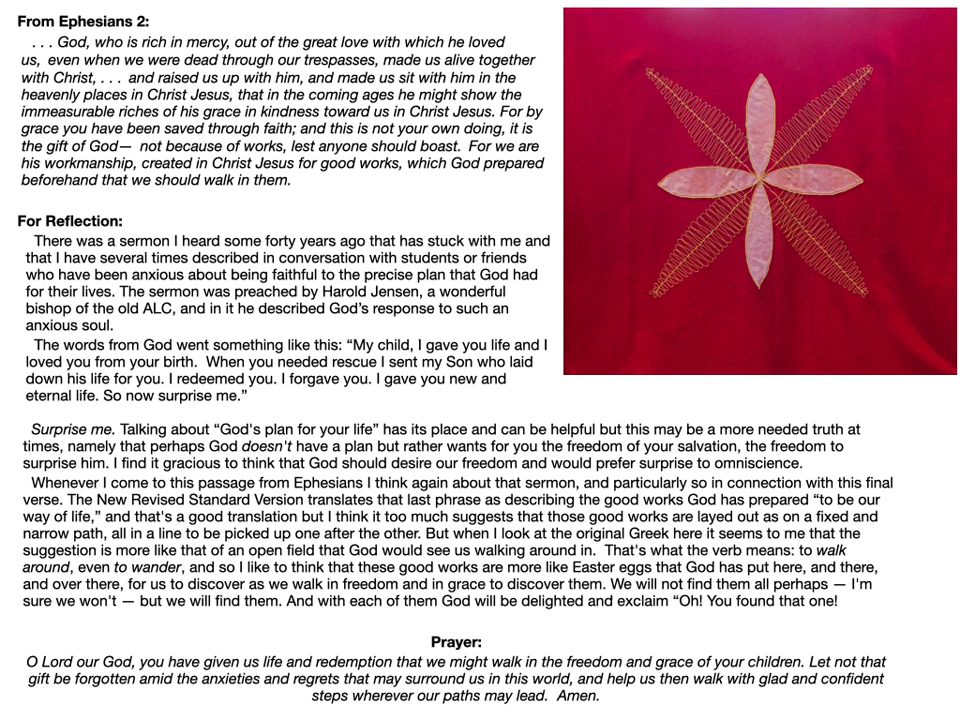 From Ephesians 2:
. . . God, who is rich in mercy, out of the great love with which he loved
us, even when we were dead through our trespasses, made us alive together
with Christ, . . . and raised us up with him, and made us sit with him in the
heavenly places in Christ Jesus, that in the coming ages he might show the
immeasurable riches of his grace in kindness toward us in Christ Jesus. For by
grace you have been saved through faith; and this is not your own doing, it is
the gift of God— not because of works, lest anyone should boast. For we are
his workmanship, created in Christ Jesus for good works, which God prepared
beforehand that we should walk in them.
For Reflection:
There was a sermon I heard some forty years ago that has stuck with me and
that I have several times described in conversation with students or friends
who have been anxious about being faithful to the precise plan that God had
for their lives. The sermon was preached by Harold Jensen, a wonderful
bishop of the old ALC, and in it he described God’s response to such an
anxious soul.
The words from God went something like this: “My child, I gave you life and I
loved you from your birth. When you needed rescue I sent my Son who laid
down his life for you. I redeemed you. I forgave you. I gave you new and
eternal life. So now surprise me.”
Surprise me. Talking about “God's plan for your life” has its place and can be helpful but this may be a more needed truth at
times, namely that perhaps God doesn't have a plan but rather wants for you the freedom of your salvation, the freedom to
surprise him. I find it gracious to think that God should desire our freedom and would prefer surprise to omniscience.
Whenever I come to this passage from Ephesians I think again about that sermon, and particularly so in connection with this final
verse. The New Revised Standard Version translates that last phrase as describing the good works God has prepared “to be our
way of life,” and that's a good translation but I think it too much suggests that those good works are layed out as on a fixed and
narrow path, all in a line to be picked up one after the other. But when I look at the original Greek here it seems to me that the
suggestion is more like that of an open field that God would see us walking around in. That's what the verb means: to walk
around, even to wander, and so I like to think that these good works are more like Easter eggs that God has put here, and there,
and over there, for us to discover as we walk in freedom and in grace to discover them. We will not find them all perhaps — I'm
sure we won't — but we will find them. And with each of them God will be delighted and exclaim “Oh! You found that one!
Prayer:
O Lord our God, you have given us life and redemption that we might walk in the freedom and grace of your children. Let not that
gift be forgotten amid the anxieties and regrets that may surround us in this world, and help us then walk with glad and confident
steps wherever our paths may lead. Amen.